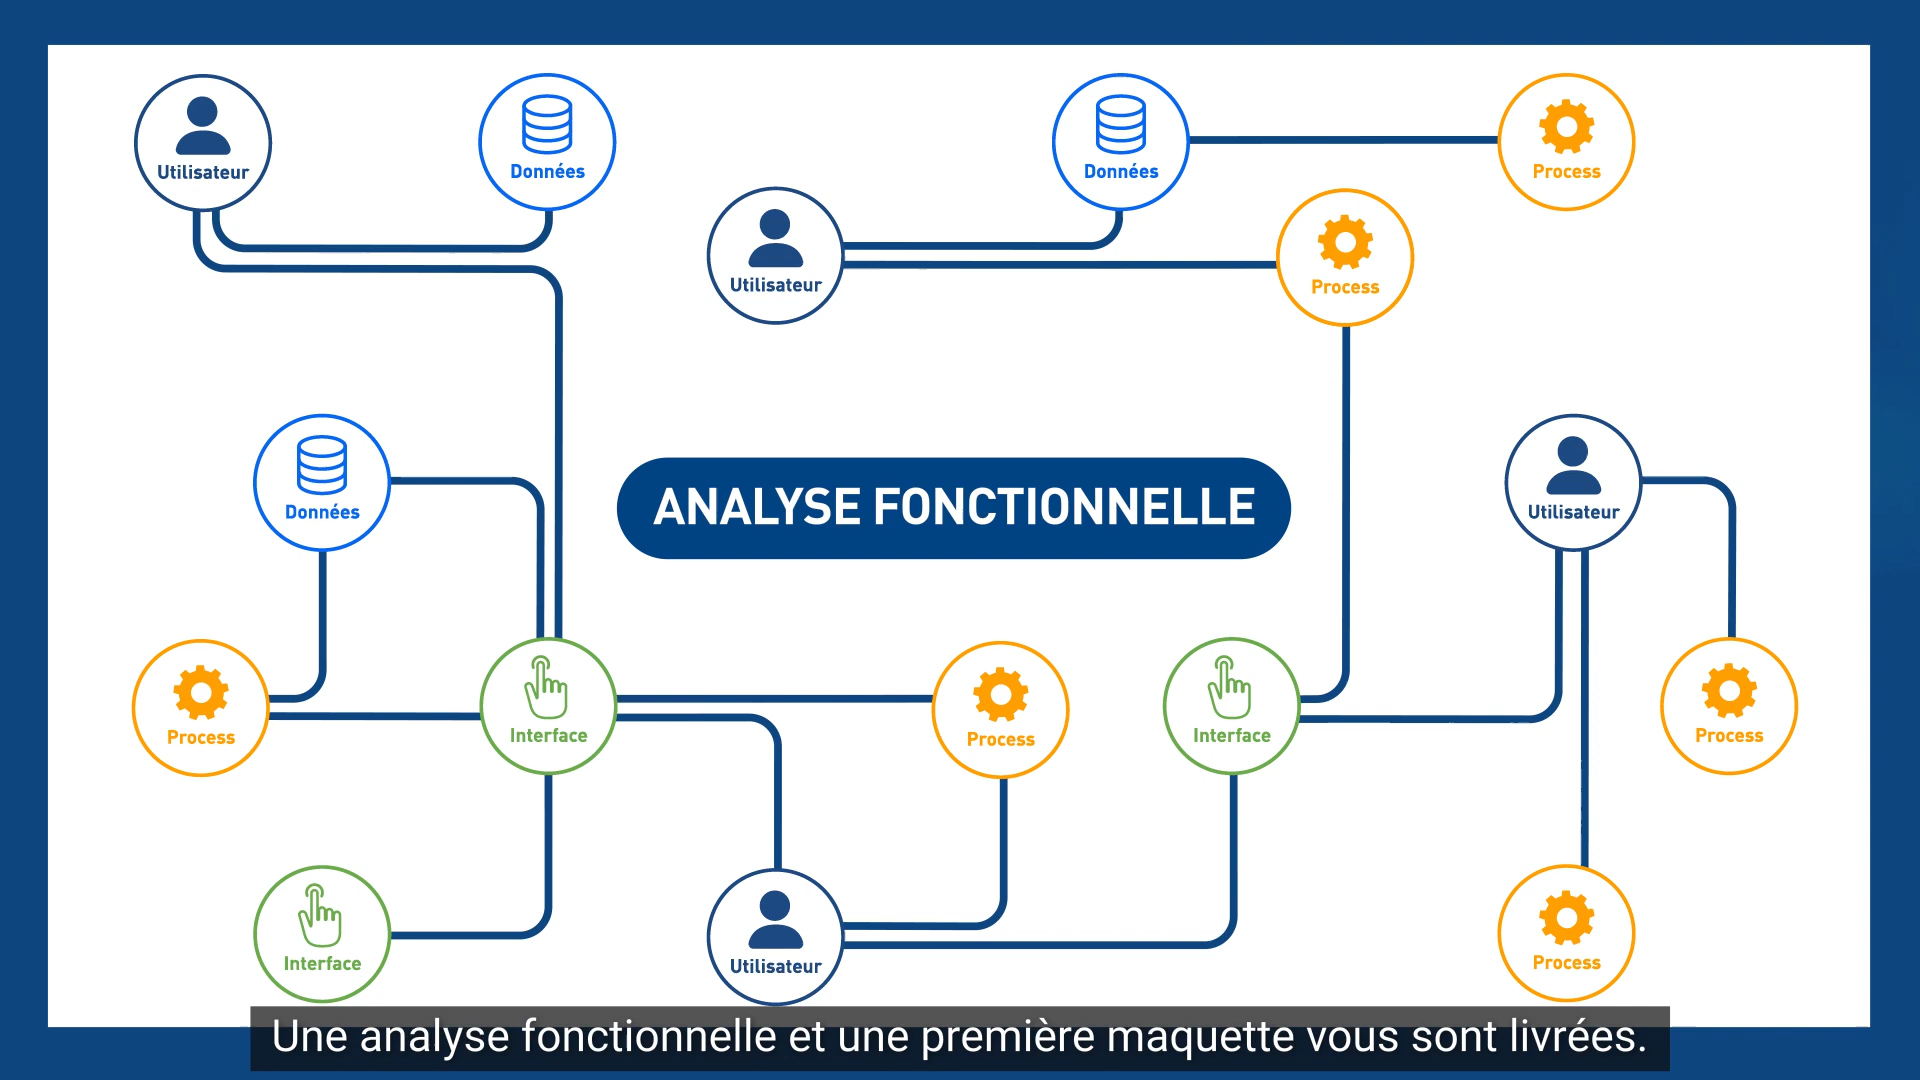 Utilisateur
Données
Données
Process
Utilisateur
Process
Données
ANALYSE FONCTIONNELLE
Utilisateur
Process
Interface
Process
Interface
Process
Interface
Utilisateur
Process
Une analyse fonctionnelle et une première maquette vous sont livrées.